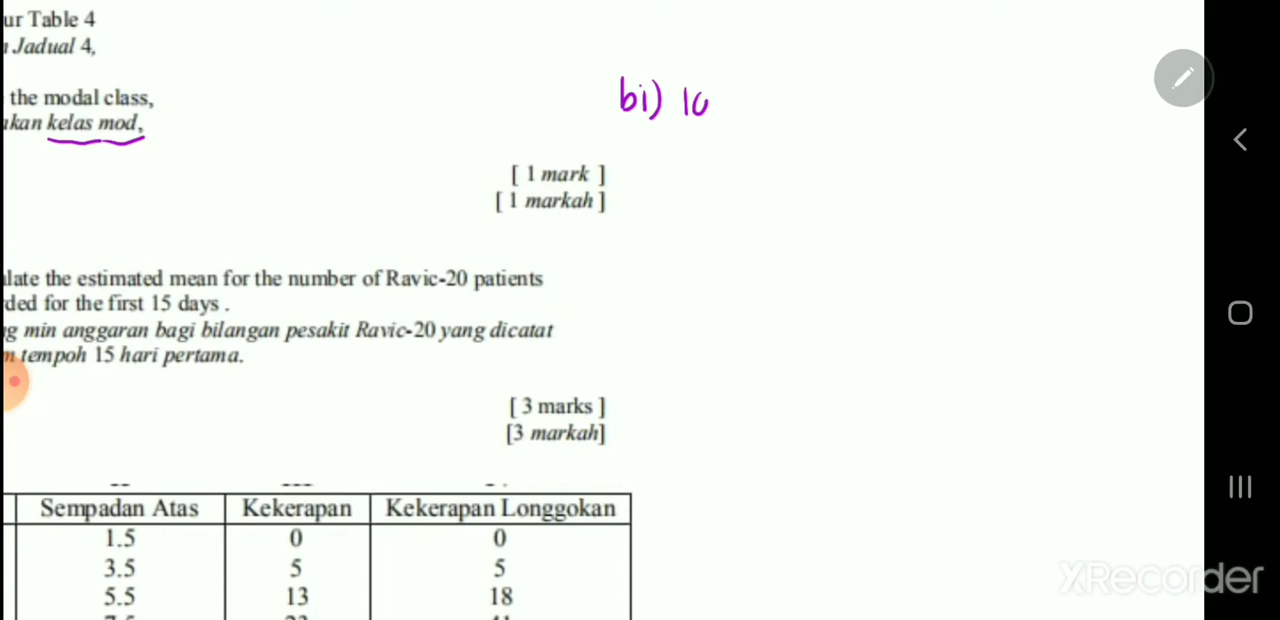 ur Table 4
Jadual 4,
the modal class,
akan kelas mod,
bi) 10
[ 1 mark ]
[ 1 markah ]
late the estimated mean for the number of Ravic-20 patients
ded for the first 15 days .
g min anggaran bagi bilangan pesakit Ravic-20 yang dicatat
tempoh 15 hari pertama.
[ 3 marks ]
[3 markah]
Sempadan Atas Kekerapan Kekerapan Longgokan
1.5 0 0
3.5 5 5
5.5 13 18
XRecorder